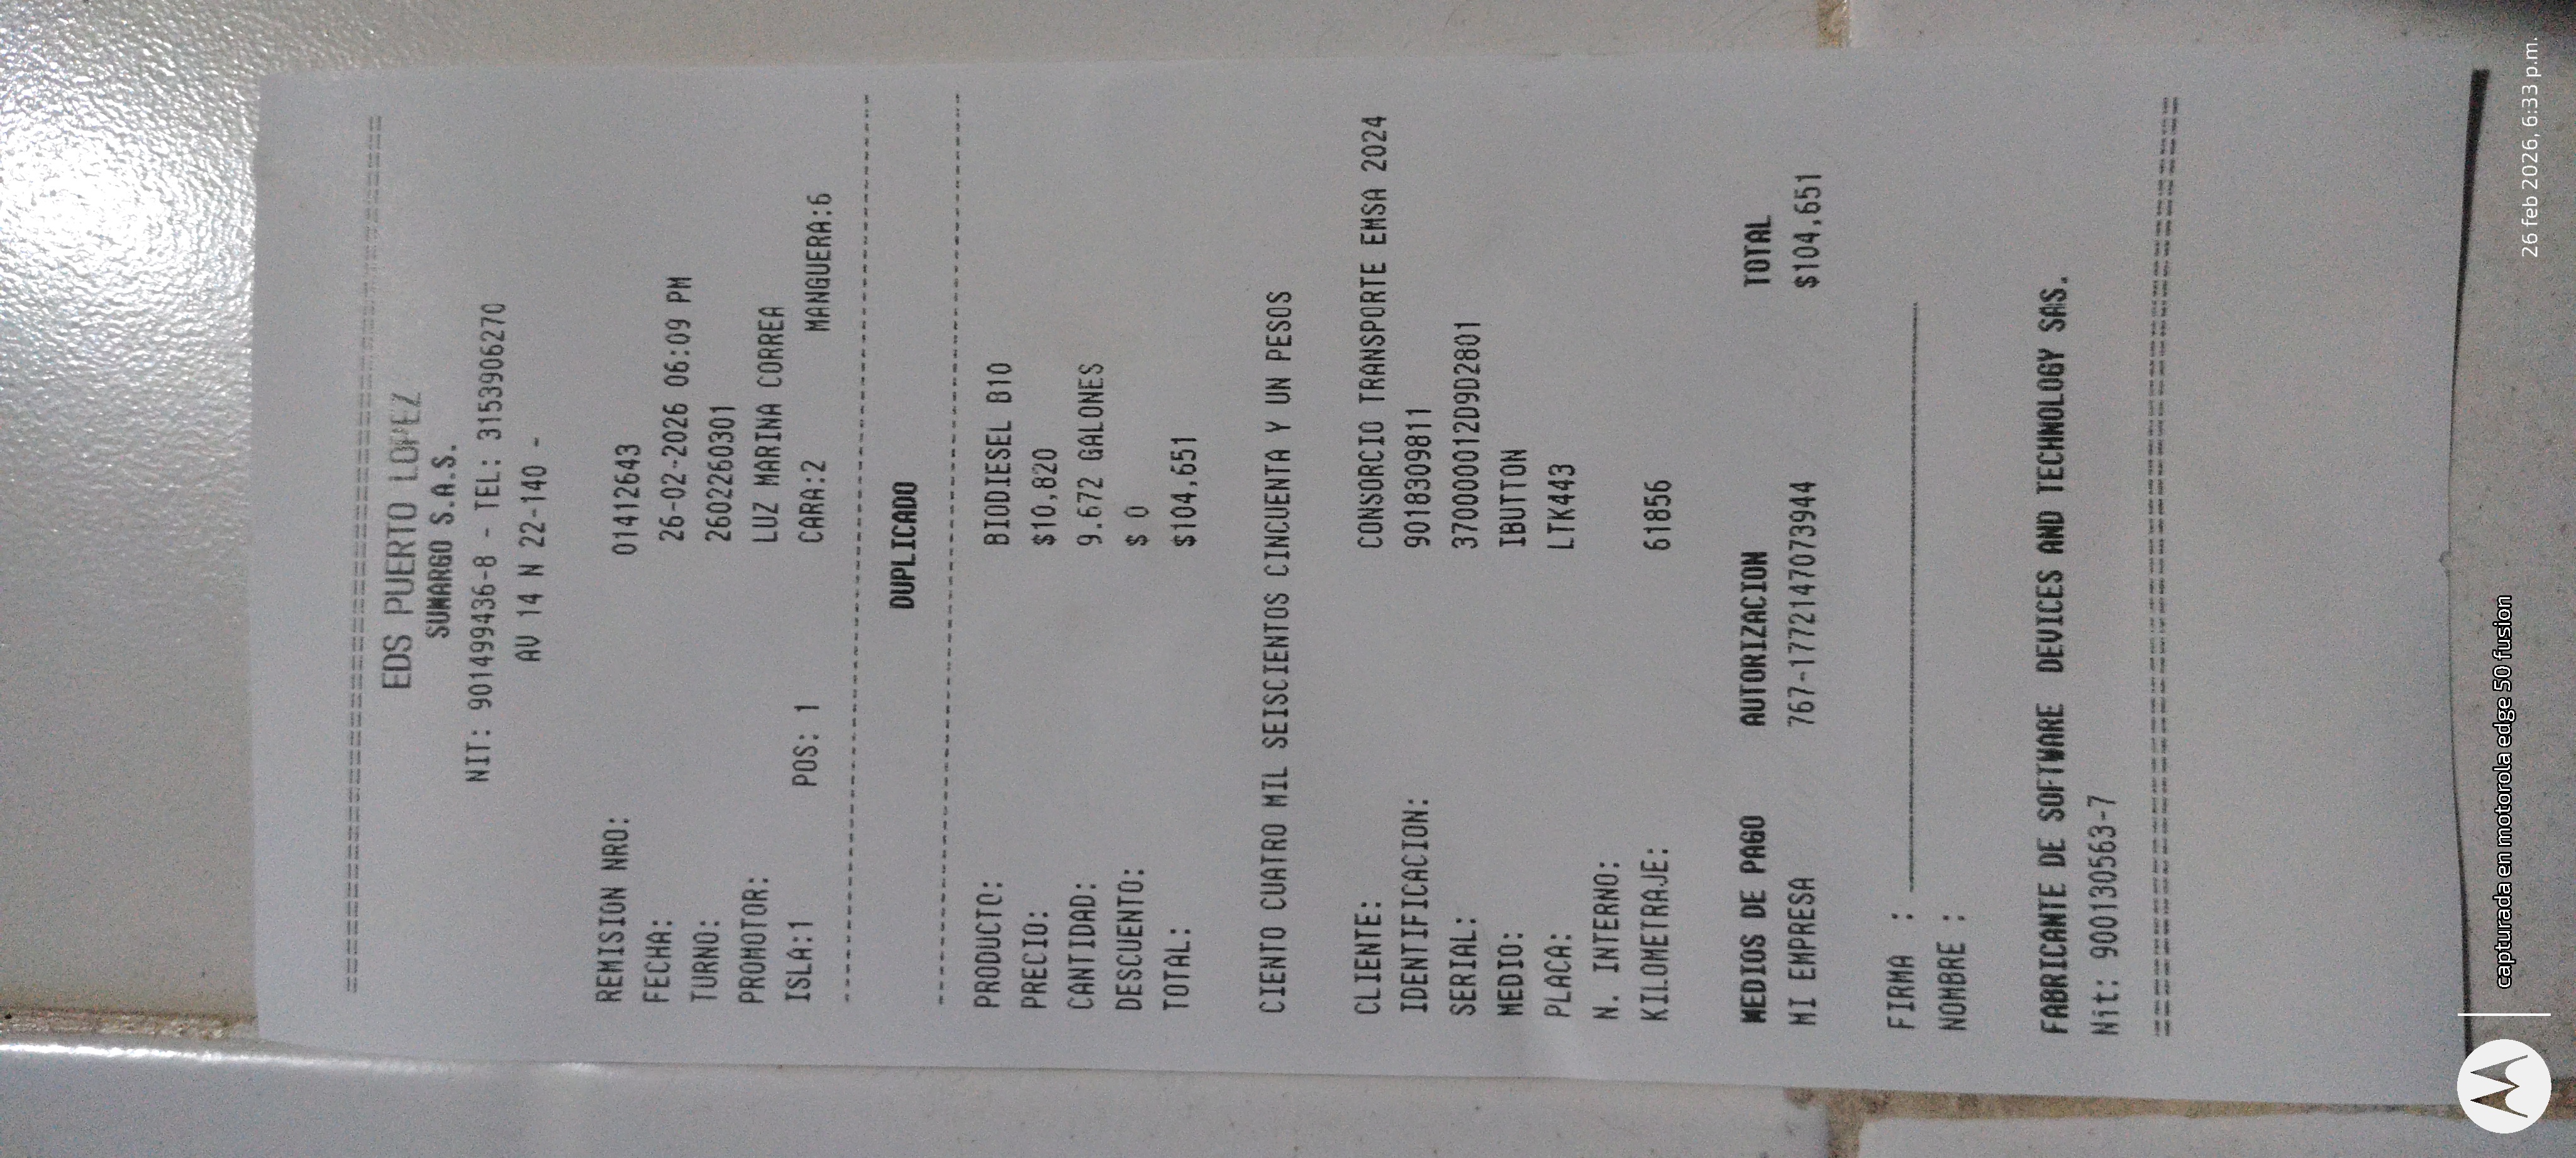 EDS PUERTO LOPEZ
SUMARGO S.A.S.
NIT: 901499436-8 - TEL: 3153906270
AV 14 N 22-140 -
REMISION NRO: 01412643
FECHA: 26-02-2026 06:09 PM
TURNO: 2602260301
PROMOTOR: LUZ MARINA CORREA
ISLA:1 POS: 1 CARA:2 MANGUERA:6
DUPLICADO
PRODUCTO: BIODIESEL B10
PRECIO: $10,820
CANTIDAD: 9.672 GALONES
DESCUENTO: $ 0
TOTAL: $104,651
CIENTO CUATRO MIL SEISCIENTOS CINCUENTA Y UN PESOS
CLIENTE: CONSORCIO TRANSPORTE EMSA 2024
IDENTIFICACION: 9018309811
SERIAL: 370000012D9D2801
MEDIO: IBUTTON
PLACA: LTK443
N. INTERNO:
KILOMETRAJE: 61856
MEDIOS DE PAGO AUTORIZACION TOTAL
MI EMPRESA 767-1772147073944 $104,651
FIRMA :
NOMBRE :
FABRICANTE DE SOFTWARE DEVICES AND TECHNOLOGY SAS.
Nit: 900130563-7
capturada en motorola edge 50 fusion
26 feb 2026, 6:33 p.m.